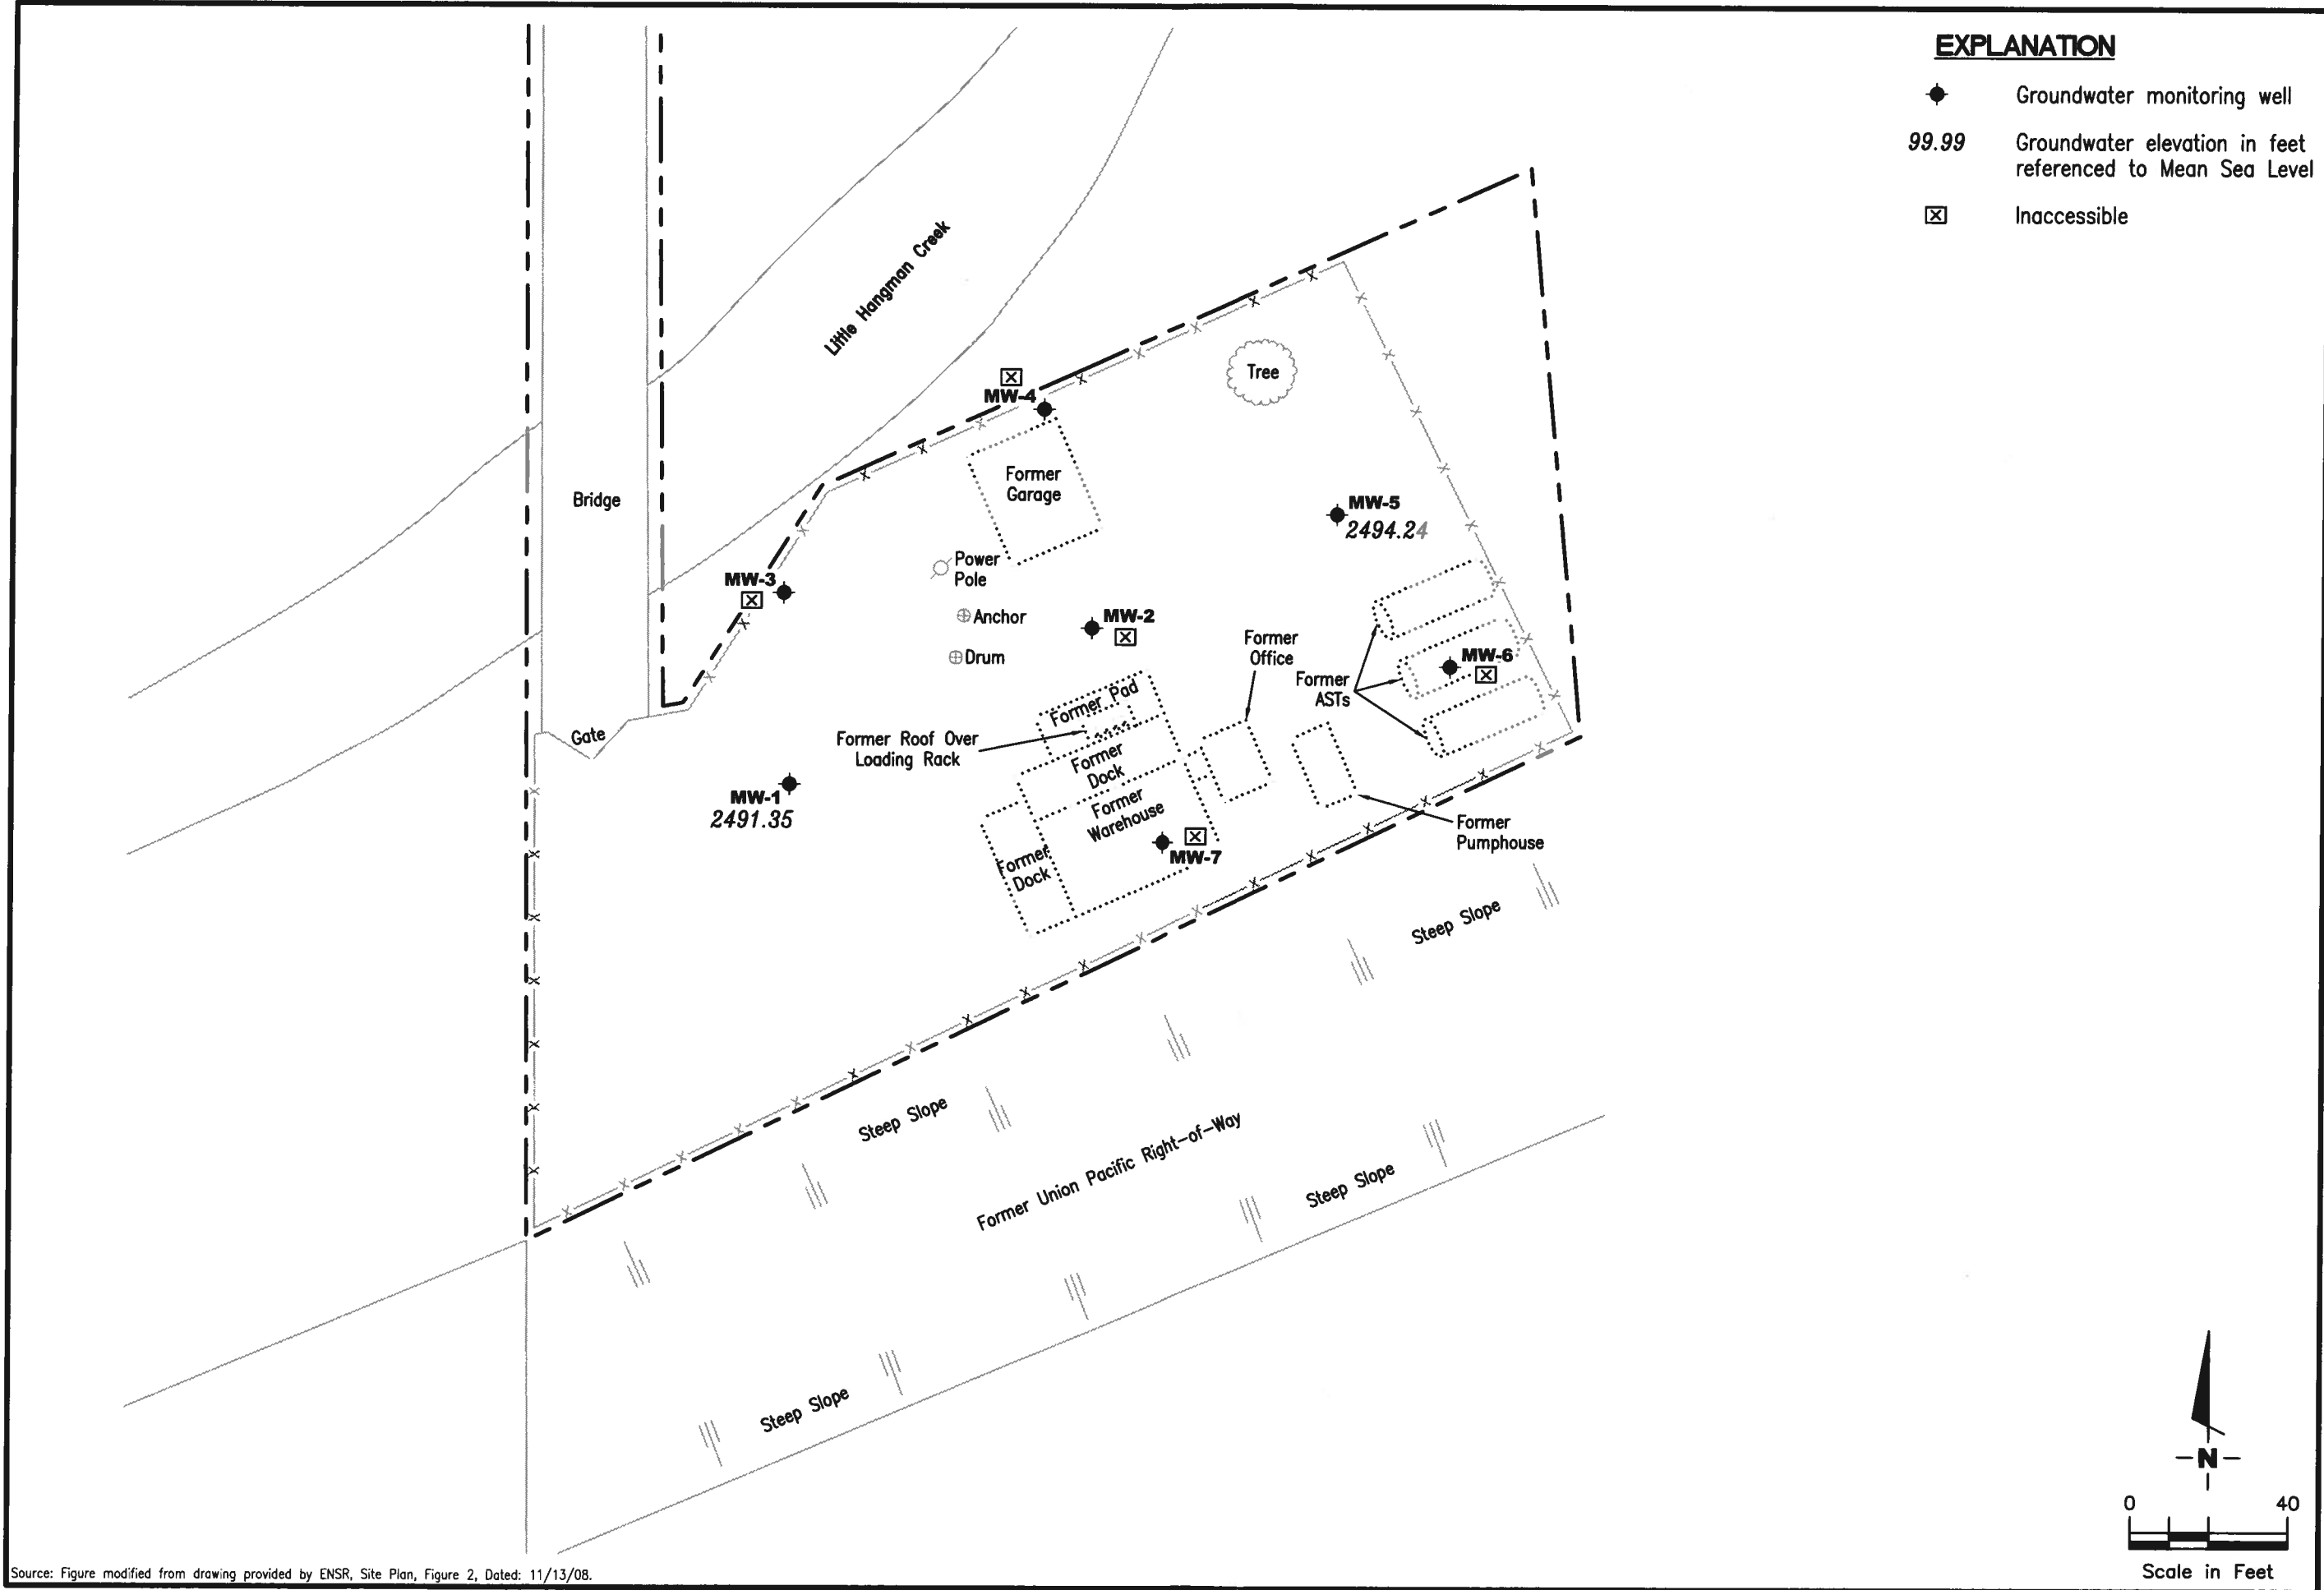 EXPLANATION
Groundwater monitoring well
99.99
Groundwater elevation in feet
referenced to Mean Sea Level
Inaccessible
Little Hangman Creek
Tree
MW-4
Former
Garage
Bridge
MW-5
2494.24
Power
Pole
MW-3
Anchor
MW-2
Drum
Former
Office
MW-6
Former
ASTs
Former Pad
Gate
Former Roof Over
Loading Rack
Former
Dock
MW-1
2491.35
Former
Warehouse
Former
Pumphouse
MW-7
Former
Dock
Steep Slope
Steep Slope
Former Union Pacific Right-of-Way
Steep Slope
Steep Slope
N
0 40
Scale in Feet
Source: Figure modified from drawing provided by ENSR, Site Plan, Figure 2, Dated: 11/13/08.